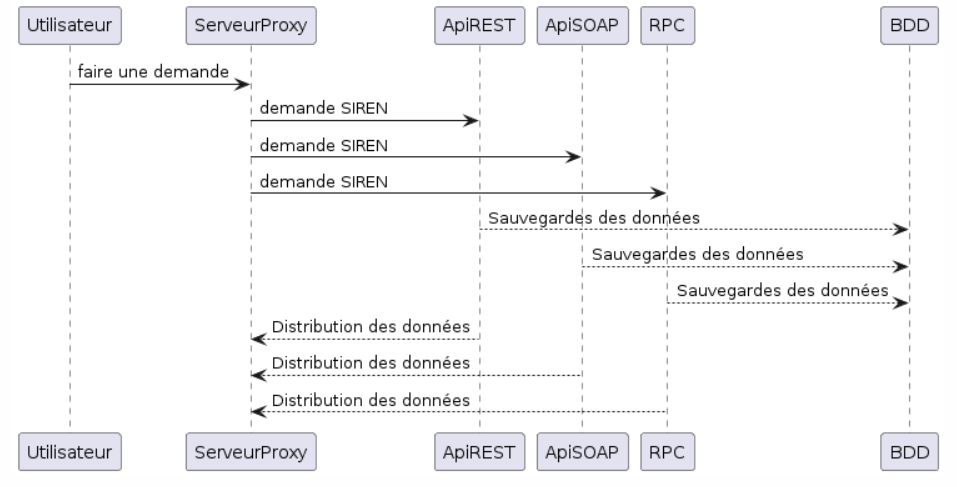 Utilisateur ServeurProxy ApiREST ApiSOAP RPC BDD
faire une demande
demande SIREN
demande SIREN
demande SIREN
Sauvegardes des données
Sauvegardes des données
Sauvegardes des données
Distribution des données
Distribution des données
Distribution des données
Utilisateur ServeurProxy ApiREST ApiSOAP RPC BDD